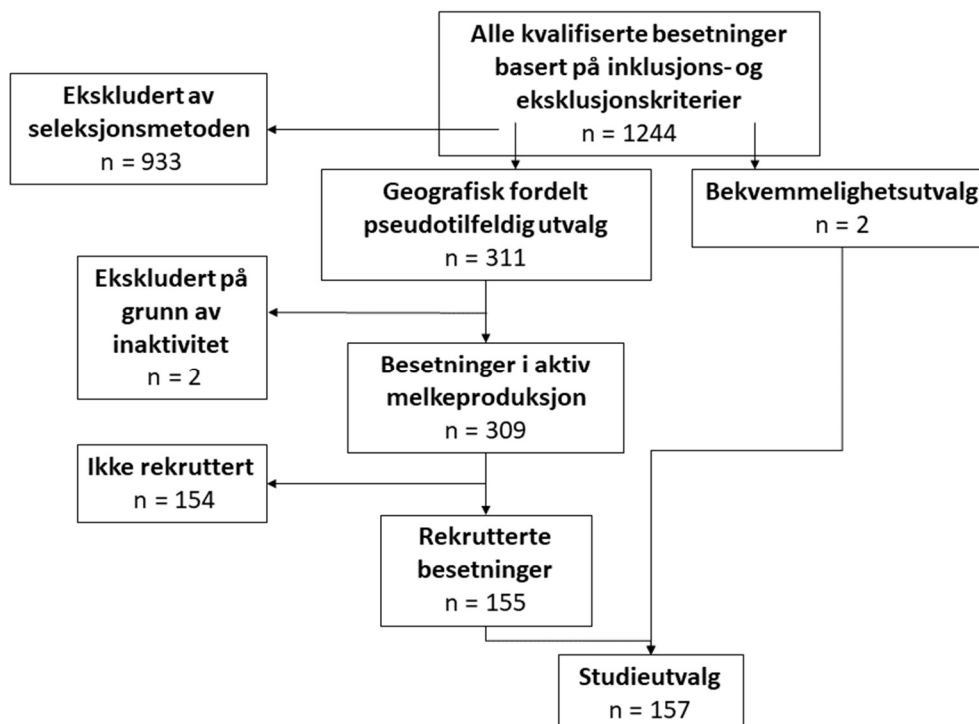 Alle kvalifiserte besetninger
basert på inklusjons- og
eksklusjonskriterier
n = 1244
Ekskludert av
seleksjonsmetoden
n = 933
Geografisk fordelt
pseudotilfeldig utvalg
n = 311
Bekvemmelighetsutvalg
n = 2
Ekskludert på
grunn av
inaktivitet
n = 2
Besetninger i aktiv
melkeproduksjon
n = 309
Ikke rekruttert
n = 154
Rekrutterte
besetninger
n = 155
Studieutvalg
n = 157